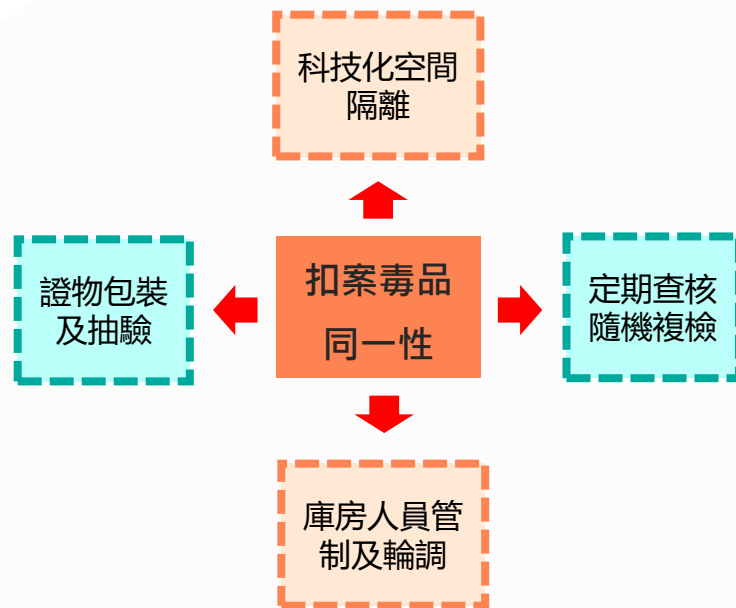 科技化空間
隔離
證物包裝
及抽驗
扣案毒品
同一性
定期查核
隨機複檢
庫房人員管
制及輪調